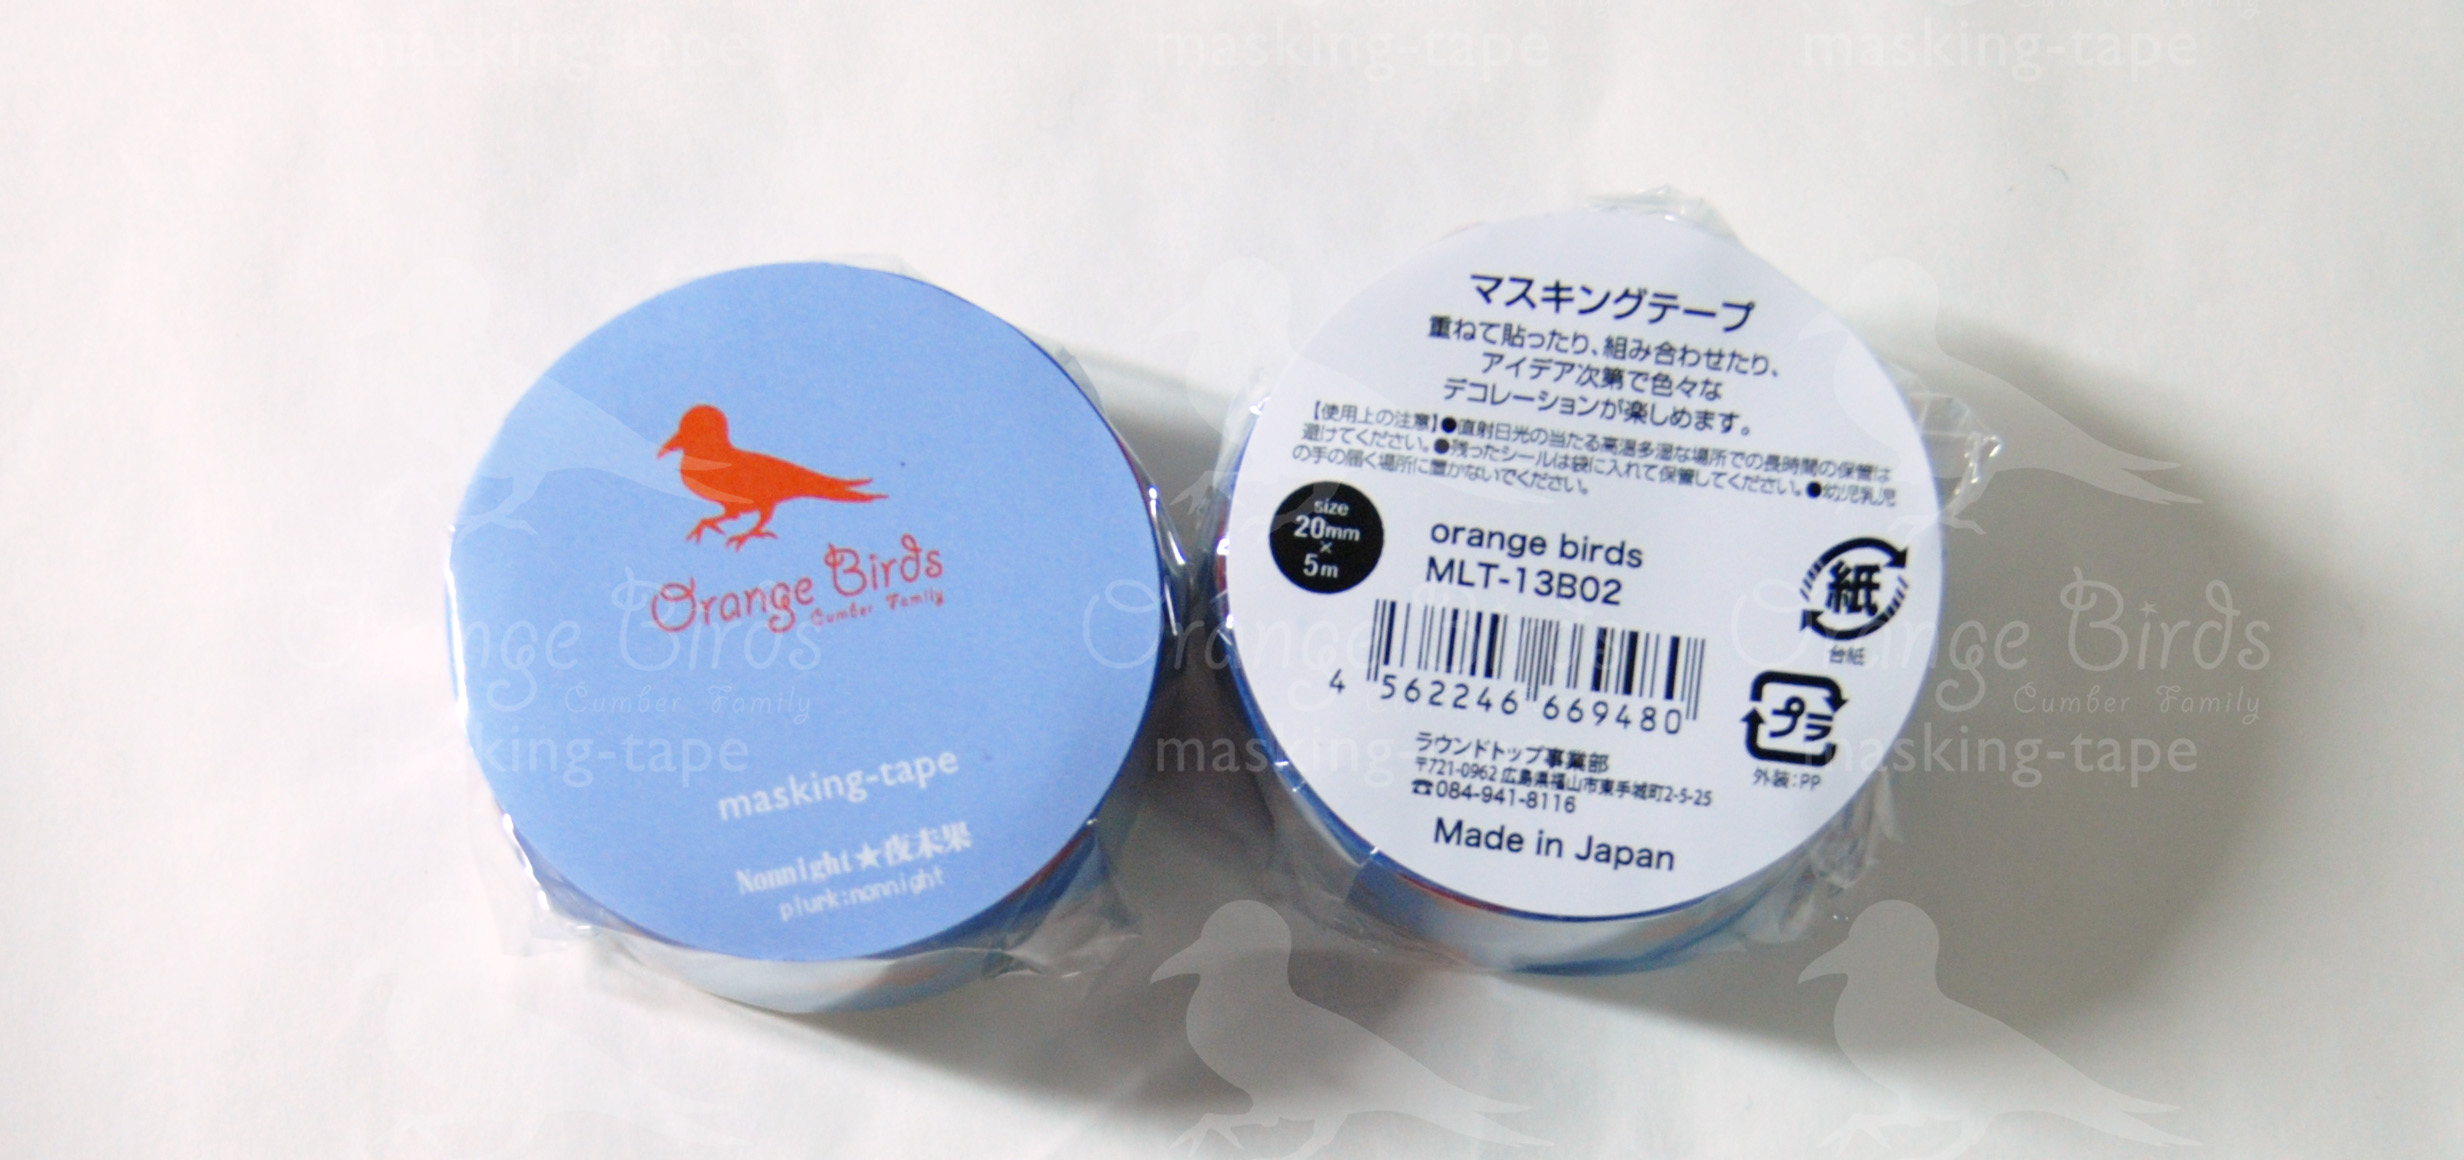 Orange Birds
Cumber Family
masking-tape
Nonnight★夜未果
plurk:nonnight
マスキングテープ
重ねて貼ったり、組み合わせたり、
アイデア次第で色々な
デコレーションが楽しめます。
【使用上の注意】●直射日光の当たる高温多湿な場所での長時間の保管は
避けてください。●残ったシールは袋に入れて保管してください。●幼児乳児
の手の届く場所に置かないでください。
size
20mm
×
5m
orange birds
MLT-13B02
4 562246 669480
紙
台紙
プラ
外装:PP
ラウンドトップ事業部
〒721-0962 広島県福山市東手城町2-5-25
☎084-941-8116
Made in Japan
masking-tape
masking-tape
masking-tape
Orange Birds
Cumber Family
masking-tape
Orange Birds
masking-tape
Orange Birds
Cumber Family
masking-tape